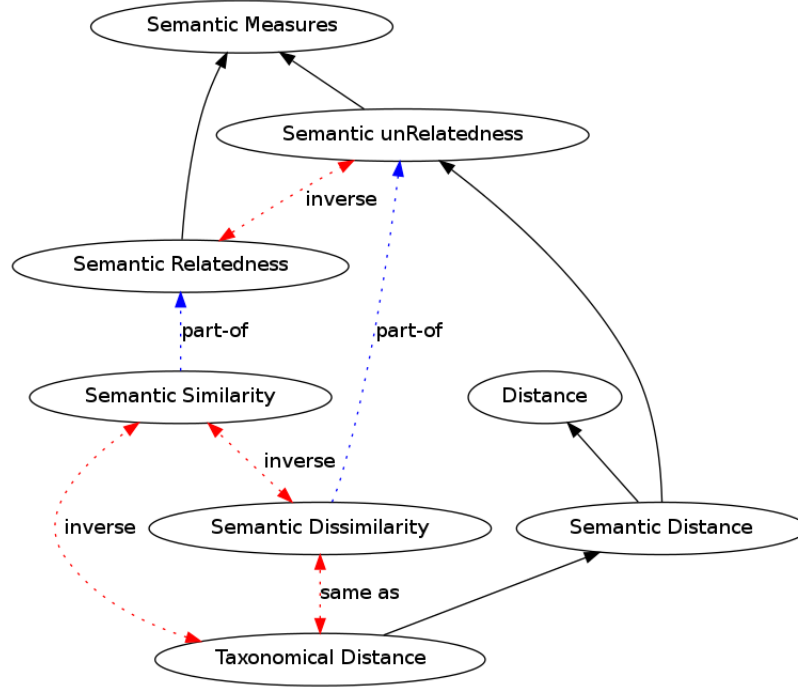 Semantic Measures
Semantic unRelatedness
inverse
Semantic Relatedness
part-of
part-of
Semantic Similarity
Distance
inverse
inverse
Semantic Dissimilarity
Semantic Distance
same as
Taxonomical Distance